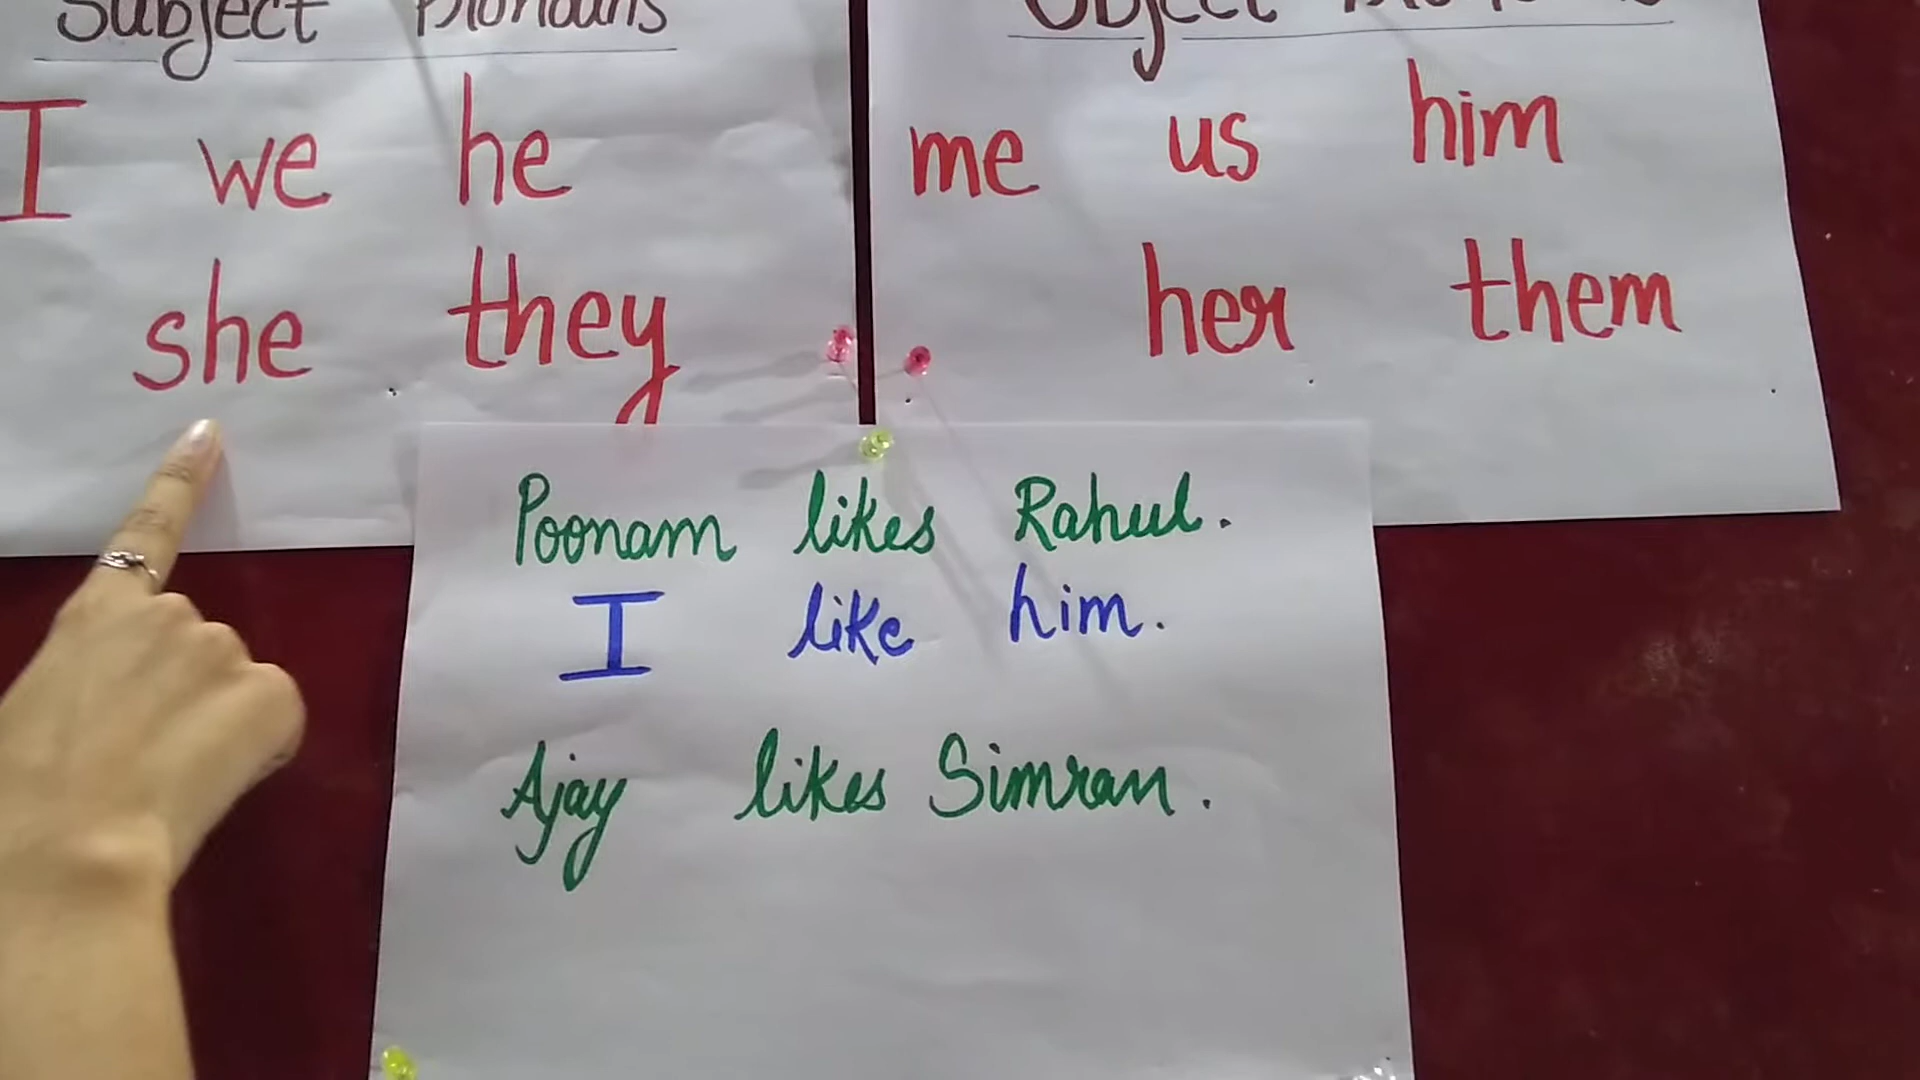 Subject Pronouns
I we he
she they
Object
me us him
her them
Poonam likes Rahul.
I like him.
Ajay likes Simran.